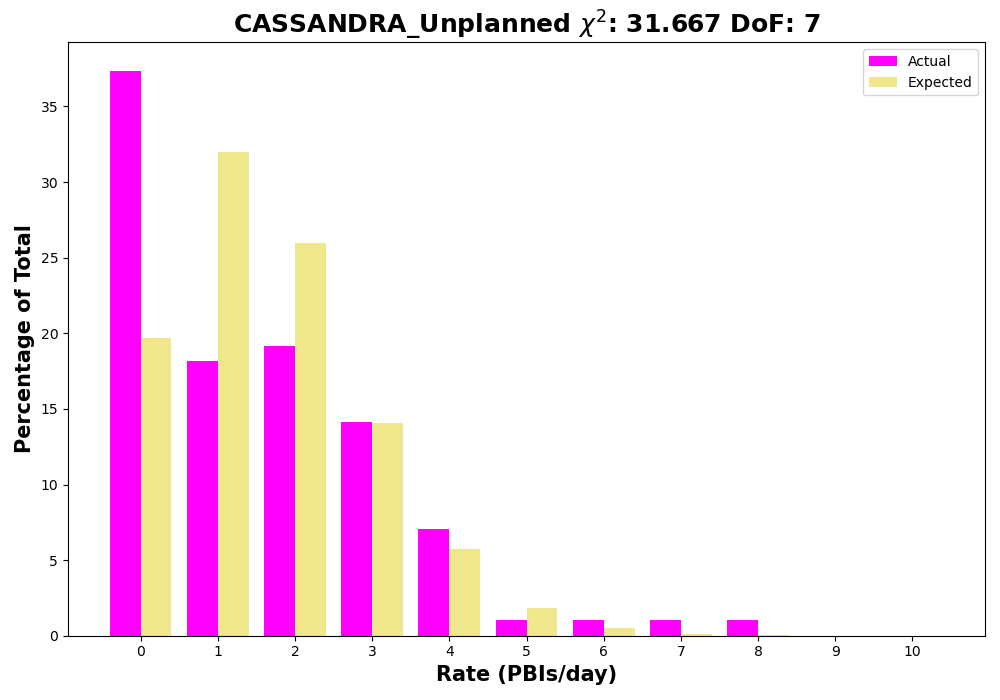 CASSANDRA_Unplanned χ²: 31.667 DoF: 7
Actual
Expected
Percentage of Total
35
30
25
20
15
10
5
0
0 1 2 3 4 5 6 7 8 9 10
Rate (PBIs/day)